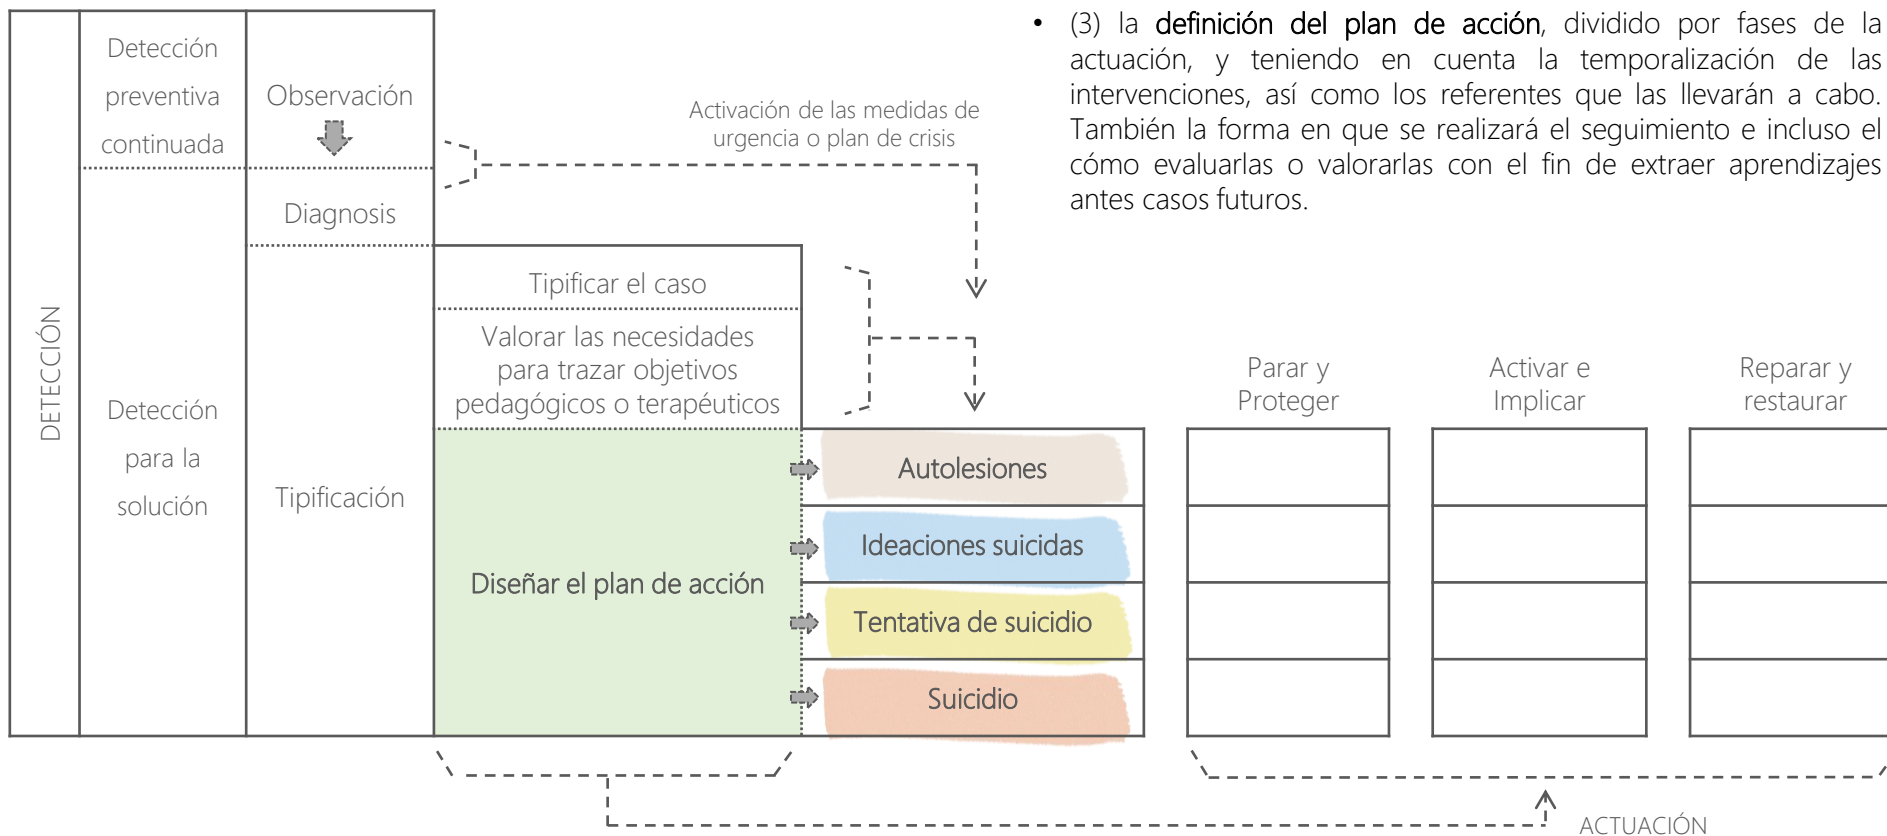 • (3) la definición del plan de acción, dividido por fases de la
actuación, y teniendo en cuenta la temporalización de las
intervenciones, así como los referentes que las llevarán a cabo.
También la forma en que se realizará el seguimiento e incluso el
cómo evaluarlas o valorarlas con el fin de extraer aprendizajes
antes casos futuros.
DETECCIÓN
Detección
preventiva
continuada
Observación
Activación de las medidas de
urgencia o plan de crisis
Diagnosis
Detección
para la
solución
Tipificación
Tipificar el caso
Valorar las necesidades
para trazar objetivos
pedagógicos o terapéuticos
Diseñar el plan de acción
Autolesiones
Ideaciones suicidas
Tentativa de suicidio
Suicidio
Parar y
Proteger
Activar e
Implicar
Reparar y
restaurar
ACTUACIÓN